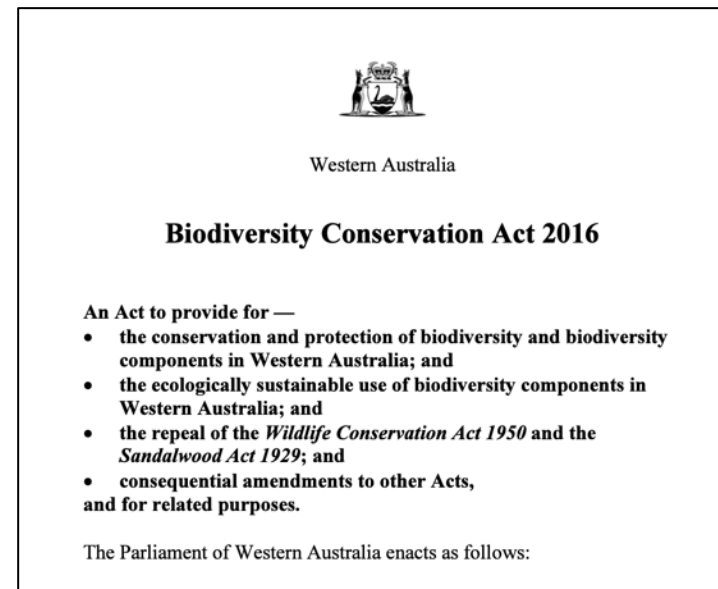 Western Australia
Biodiversity Conservation Act 2016
An Act to provide for —
• the conservation and protection of biodiversity and biodiversity
components in Western Australia; and
• the ecologically sustainable use of biodiversity components in
Western Australia; and
• the repeal of the Wildlife Conservation Act 1950 and the
Sandalwood Act 1929; and
• consequential amendments to other Acts,
and for related purposes.
The Parliament of Western Australia enacts as follows: